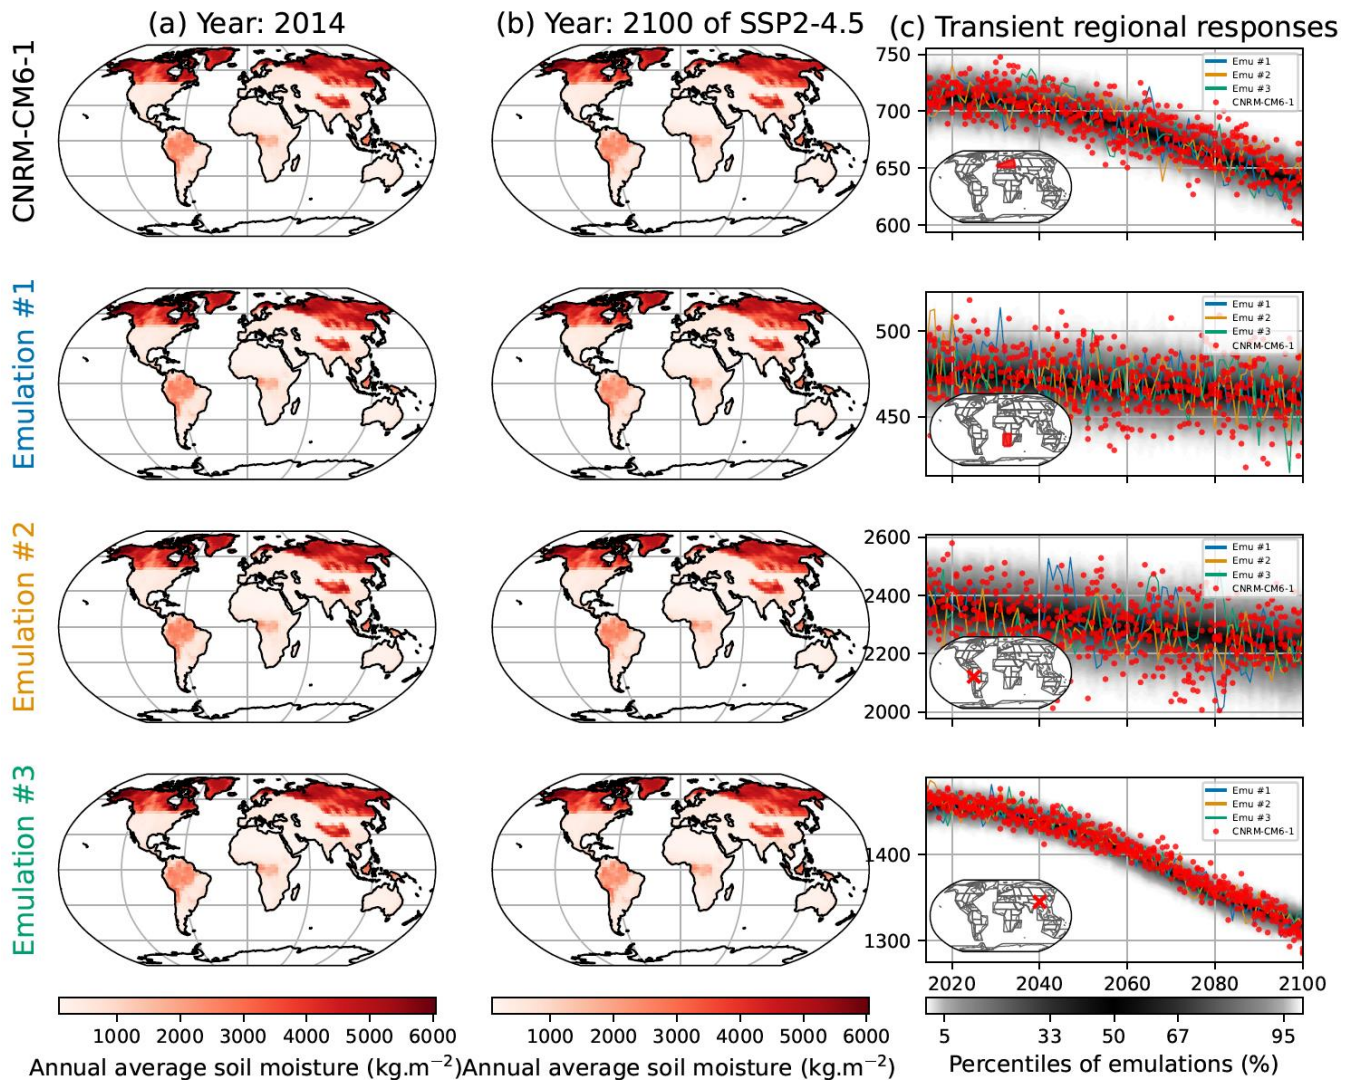 (a) Year: 2014
(b) Year: 2100 of SSP2-4.5
(c) Transient regional responses
CNRM-CM6-1
750
700
650
600
Emu #1
Emu #2
Emu #3
CNRM-CM6-1
Emulation #1
500
450
Emu #1
Emu #2
Emu #3
CNRM-CM6-1
Emulation #2
2600
2400
2200
2000
Emu #1
Emu #2
Emu #3
CNRM-CM6-1
Emulation #3
1400
1300
Emu #1
Emu #2
Emu #3
CNRM-CM6-1
2020 2040 2060 2080 2100
1000 2000 3000 4000 5000 6000
Annual average soil moisture (kg.m⁻²)
1000 2000 3000 4000 5000 6000
Annual average soil moisture (kg.m⁻²)
5 33 50 67 95
Percentiles of emulations (%)